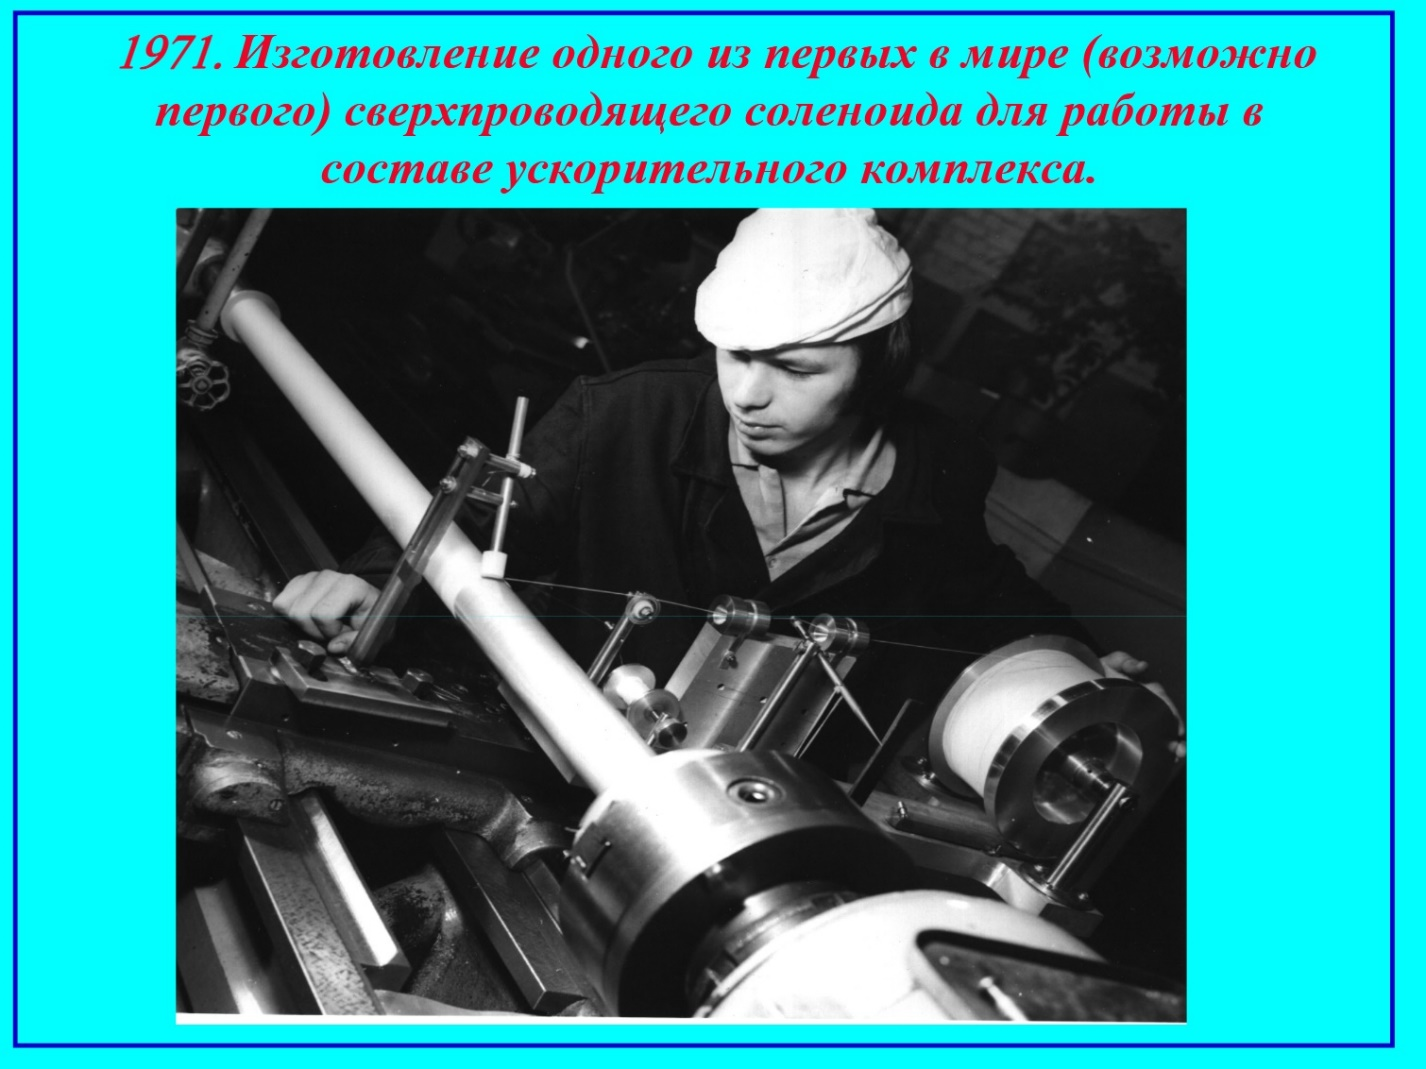 1971. Изготовление одного из первых в мире (возможно
первого) сверхпроводящего соленоида для работы в
составе ускорительного комплекса.